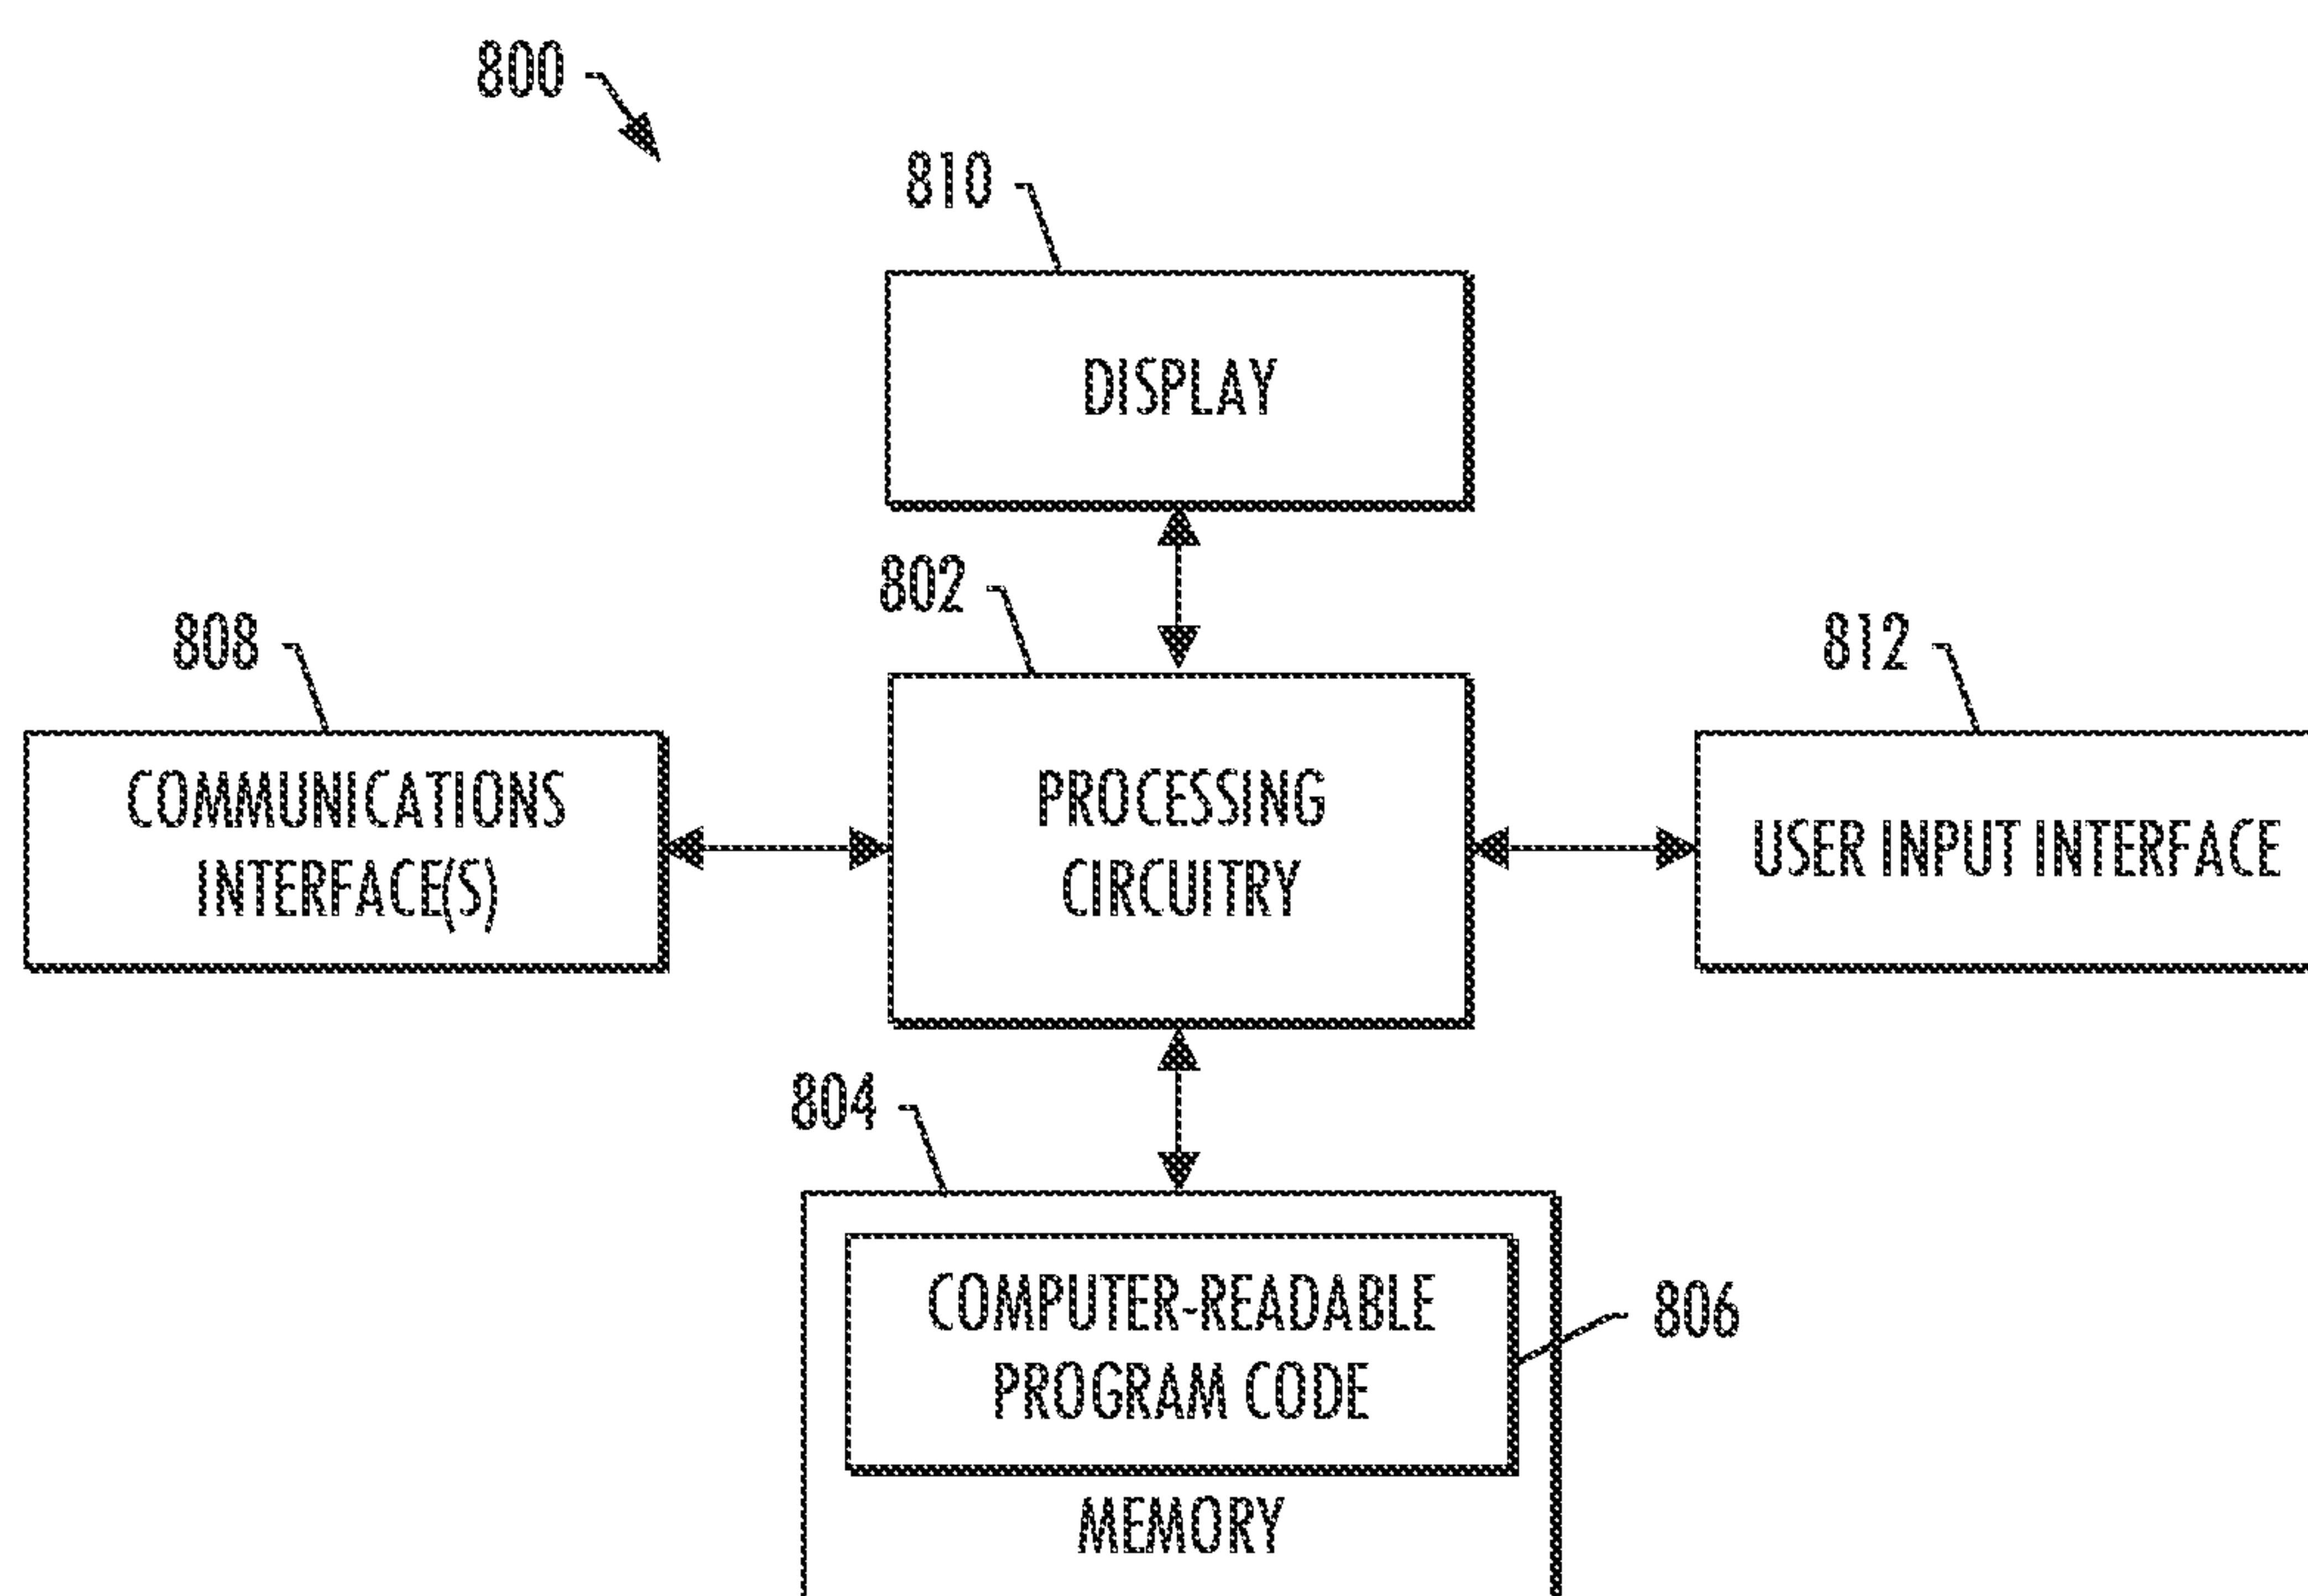 800
810
DISPLAY
802
808
812
COMMUNICATIONS
INTERFACE(S)
PROCESSING
CIRCUITRY
USER INPUT INTERFACE
804
COMPUTER-READABLE
PROGRAM CODE
806
MEMORY